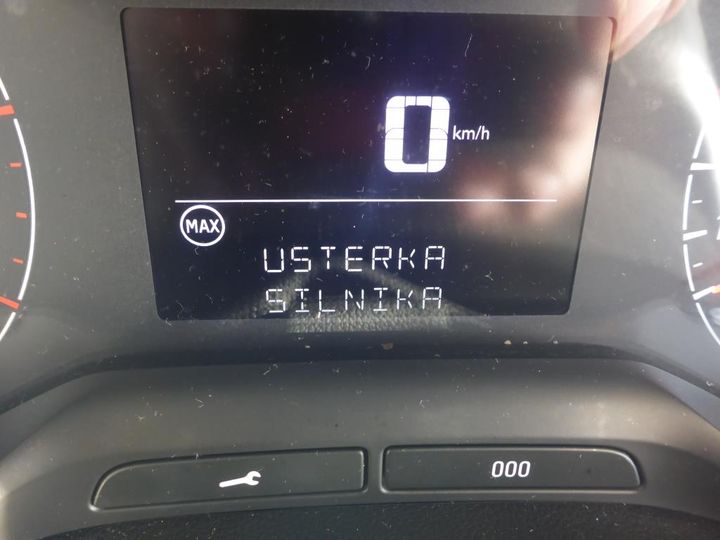 0 km/h
MAX
USTERKA
SILNIKA
000